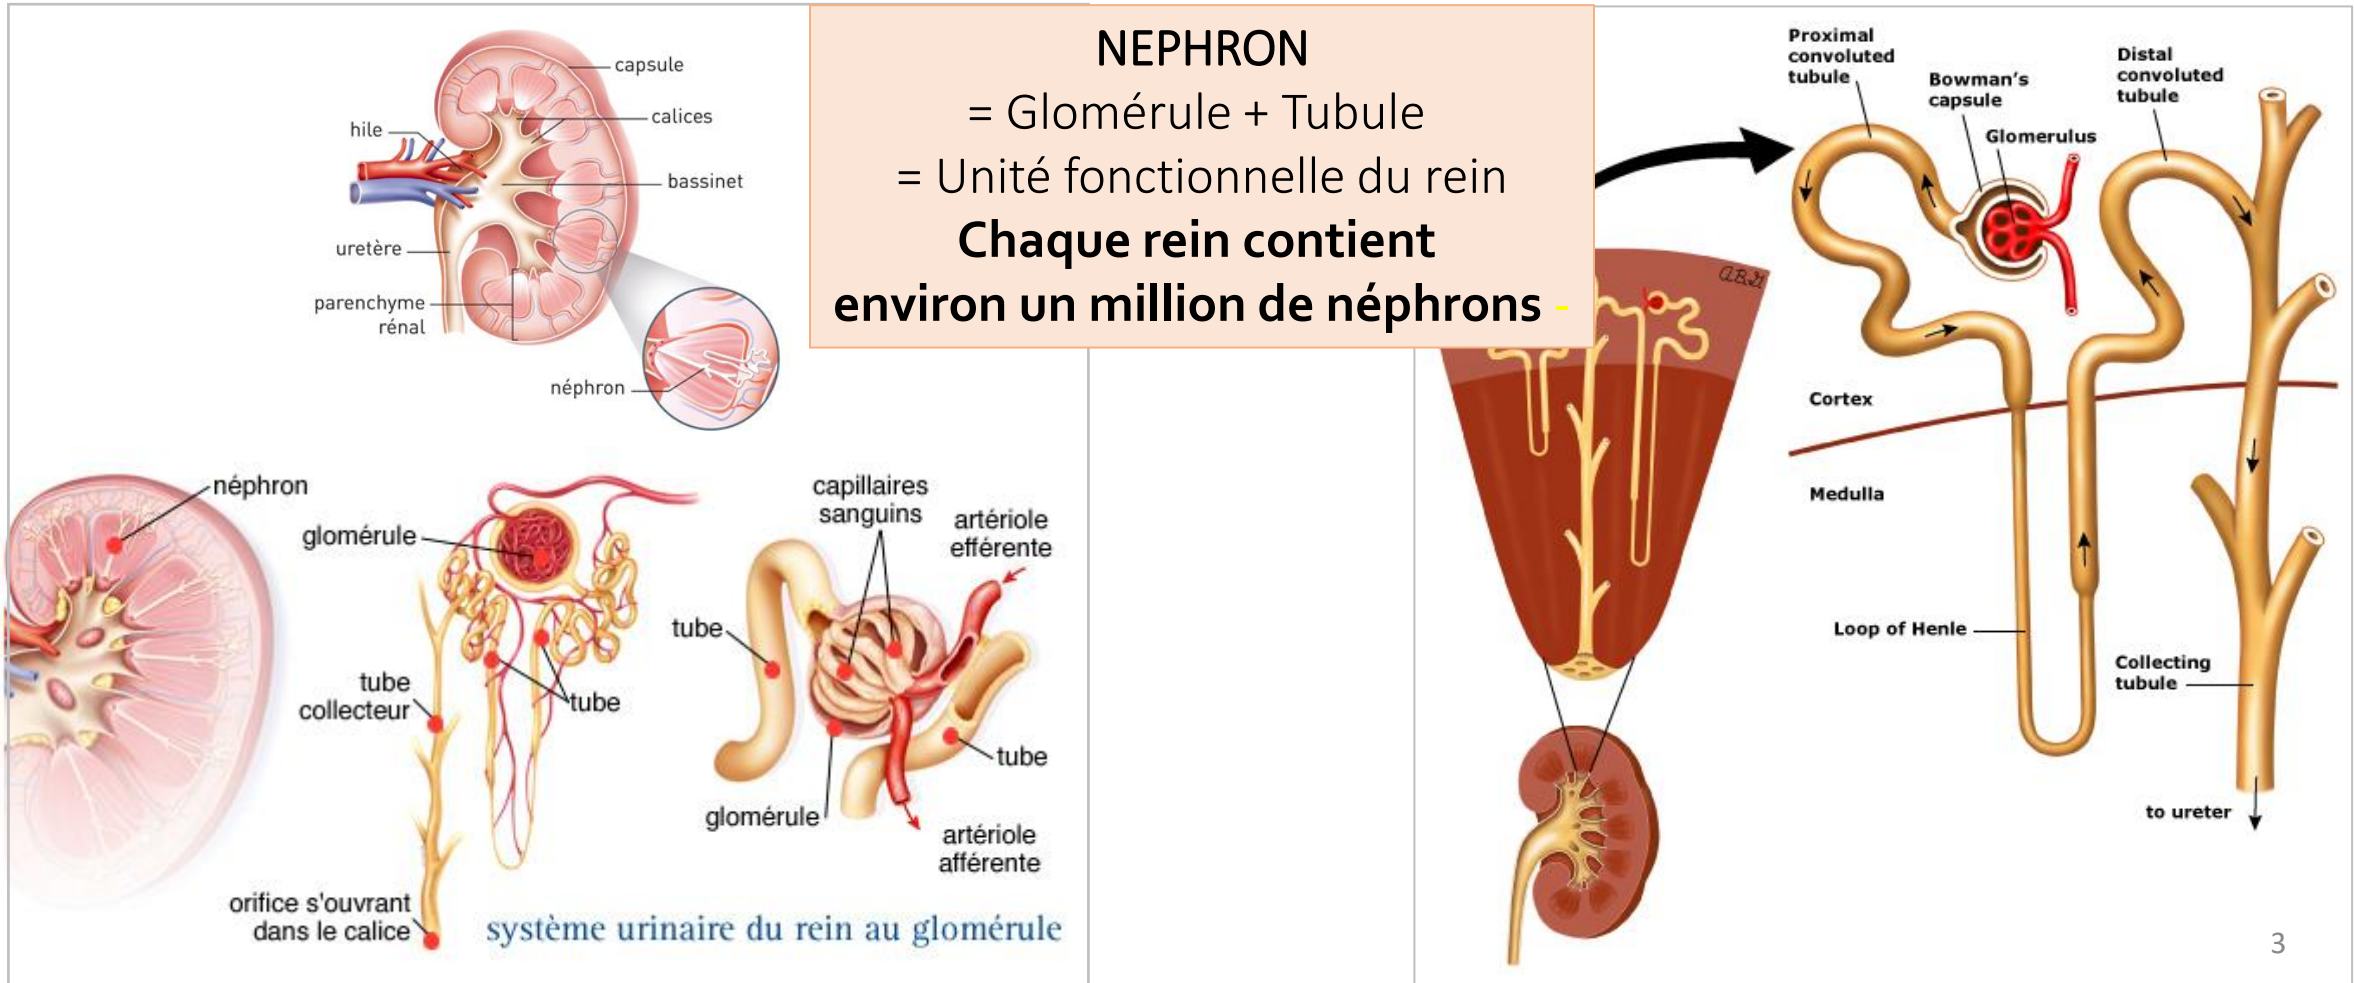 NEPHRON
= Glomérule + Tubule
= Unité fonctionnelle du rein
Chaque rein contient
environ un million de néphrons -
capsule
calices
hile
bassinet
uretère
parenchyme
rénal
néphron
néphron
glomérule
tube
collecteur
tube
orifice s'ouvrant
dans le calice
capillaires
sanguins
artériole
efférente
tube
tube
glomérule
artériole
afférente
système urinaire du rein au glomérule
Proximal
convoluted
tubule
Bowman's
capsule
Glomerulus
Distal
convoluted
tubule
Cortex
Medulla
Loop of Henle
Collecting
tubule
to ureter
3